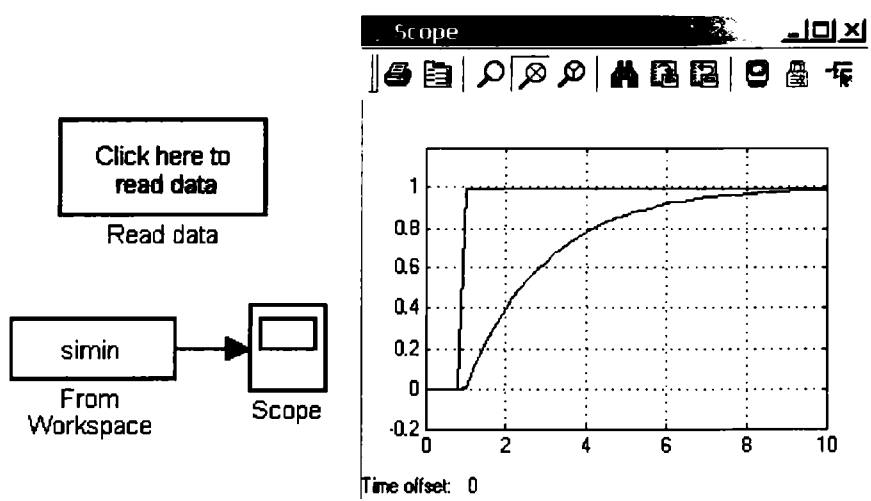 Scope
Click here to
read data
Read data
simin
From
Workspace
Scope
1
0.8
0.6
0.4
0.2
0
-0.2
0
2
4
6
8
10
Time offset: 0